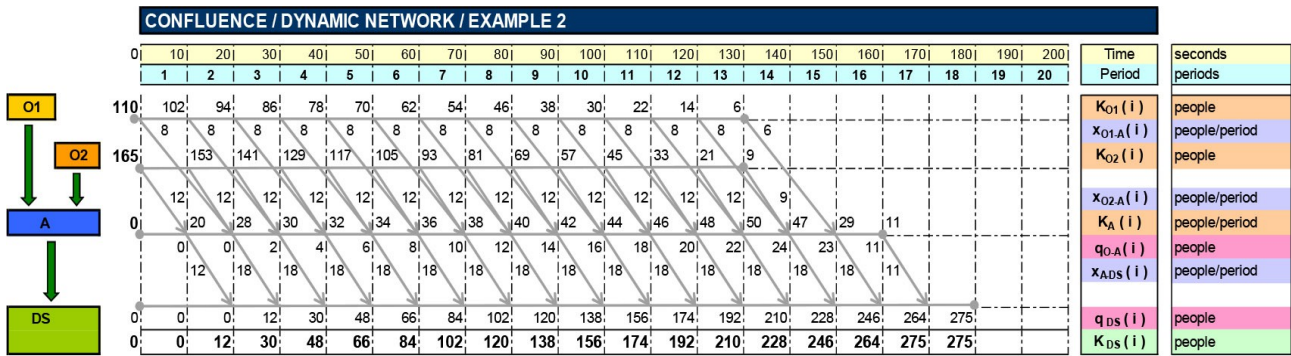 CONFLUENCE / DYNAMIC NETWORK / EXAMPLE 2
0 10 20 30 40 50 60 70 80 90 100 110 120 130 140 150 160 170 180 190 200 Time seconds
1 2 3 4 5 6 7 8 9 10 11 12 13 14 15 16 17 18 19 20 Period periods
O1 110 102 94 86 78 70 62 54 46 38 30 22 14 6 K O1 ( i ) people
8 8 8 8 8 8 8 8 8 8 8 8 8 6 x O1-A ( i ) people/period
O2 165 153 141 129 117 105 93 81 69 57 45 33 21 9 K O2 ( i ) people
12 12 12 12 12 12 12 12 12 12 12 12 12 9 x O2-A ( i ) people/period
A 0 20 28 30 32 34 36 38 40 42 44 46 48 50 47 29 11 K A ( i ) people/period
0 0 2 4 6 8 10 12 14 16 18 20 22 24 23 11 q O-A ( i ) people
12 18 18 18 18 18 18 18 18 18 18 18 18 18 18 11 x ADS ( i ) people/period
DS 0 0 0 12 30 48 66 84 102 120 138 156 174 192 210 228 246 264 275 q DS ( i ) people
0 0 12 30 48 66 84 102 120 138 156 174 192 210 228 246 264 275 275 K DS ( i ) people